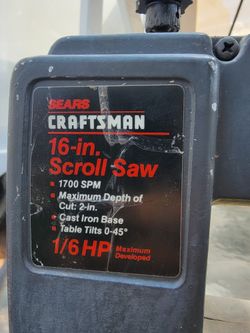 SEARS
CRAFTSMAN
16-in.
Scroll Saw
▪ 1700 SPM
▪ Maximum Depth of
Cut: 2-in.
▪ Cast Iron Base
▪ Table Tilts 0-45°
1/6 HP Maximum
Developed